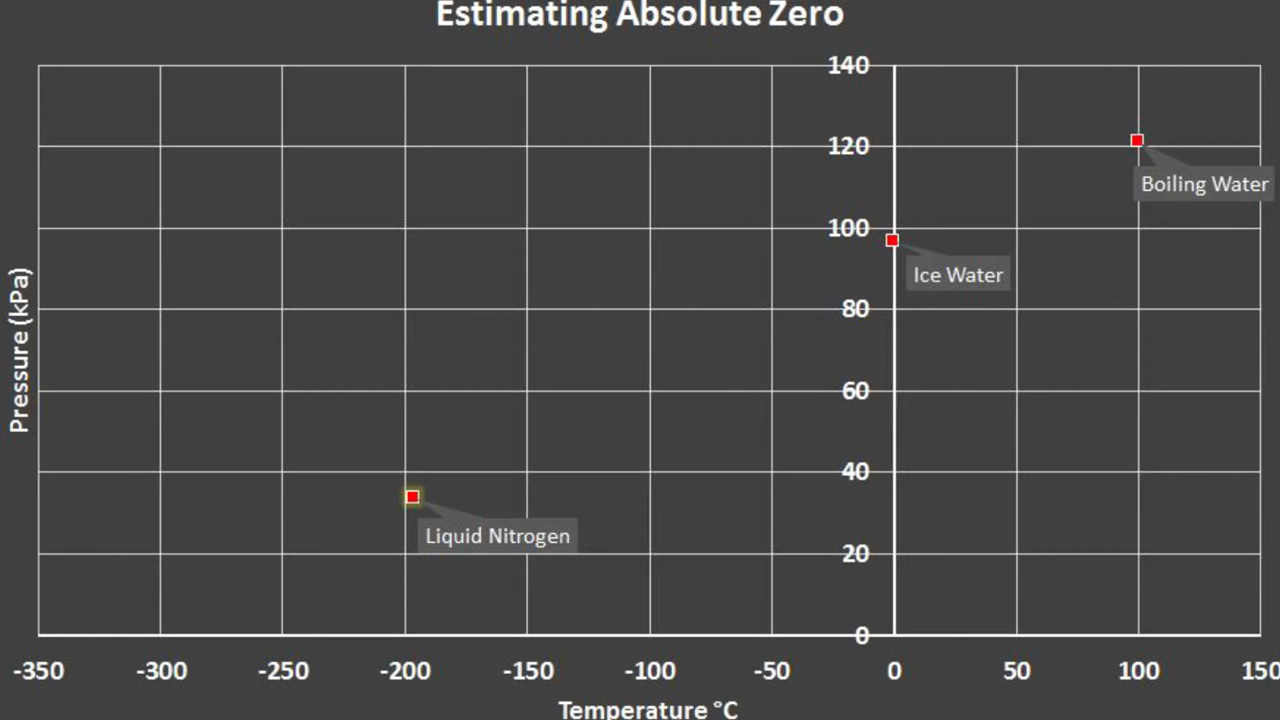 Estimating Absolute Zero
140
120
Boiling Water
100
Ice Water
80
Pressure (kPa)
60
40
Liquid Nitrogen
20
0
-350 -300 -250 -200 -150 -100 -50 0 50 100 150
Temperature °C